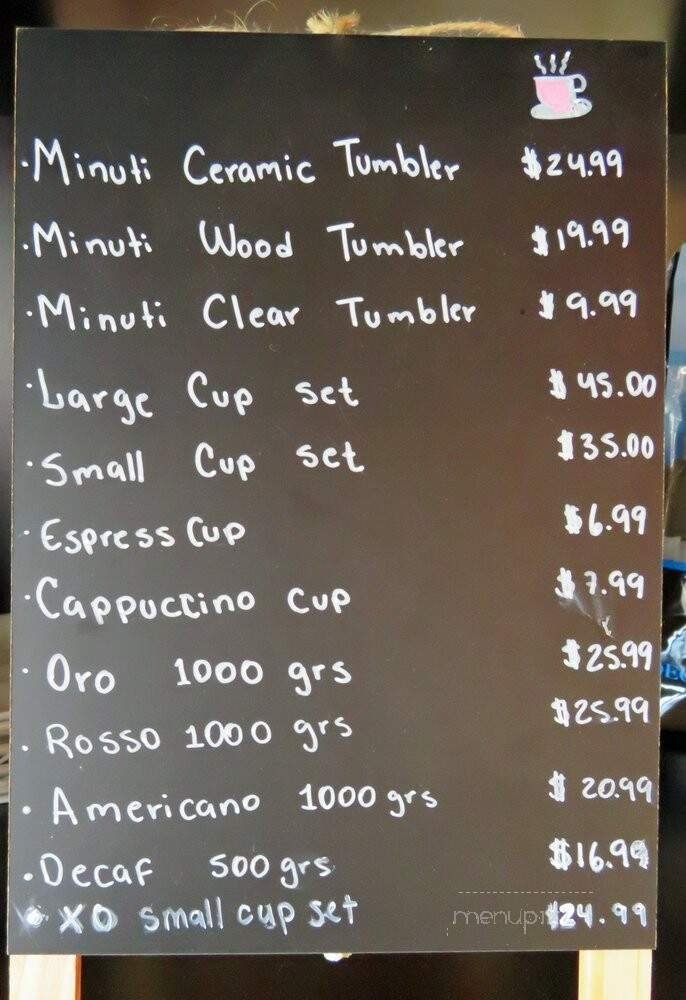 · Minuti Ceramic Tumbler $24.99
· Minuti Wood Tumbler $19.99
· Minuti Clear Tumbler $9.99
· Large Cup set $45.00
· Small Cup set $35.00
· Espress Cup $6.99
· Cappuccino cup $7.99
· Oro 1000 grs $25.99
· Rosso 1000 grs $25.99
· Americano 1000 grs $20.99
· Decaf 500 grs $16.99
· XO small cup set $24.99
menupix